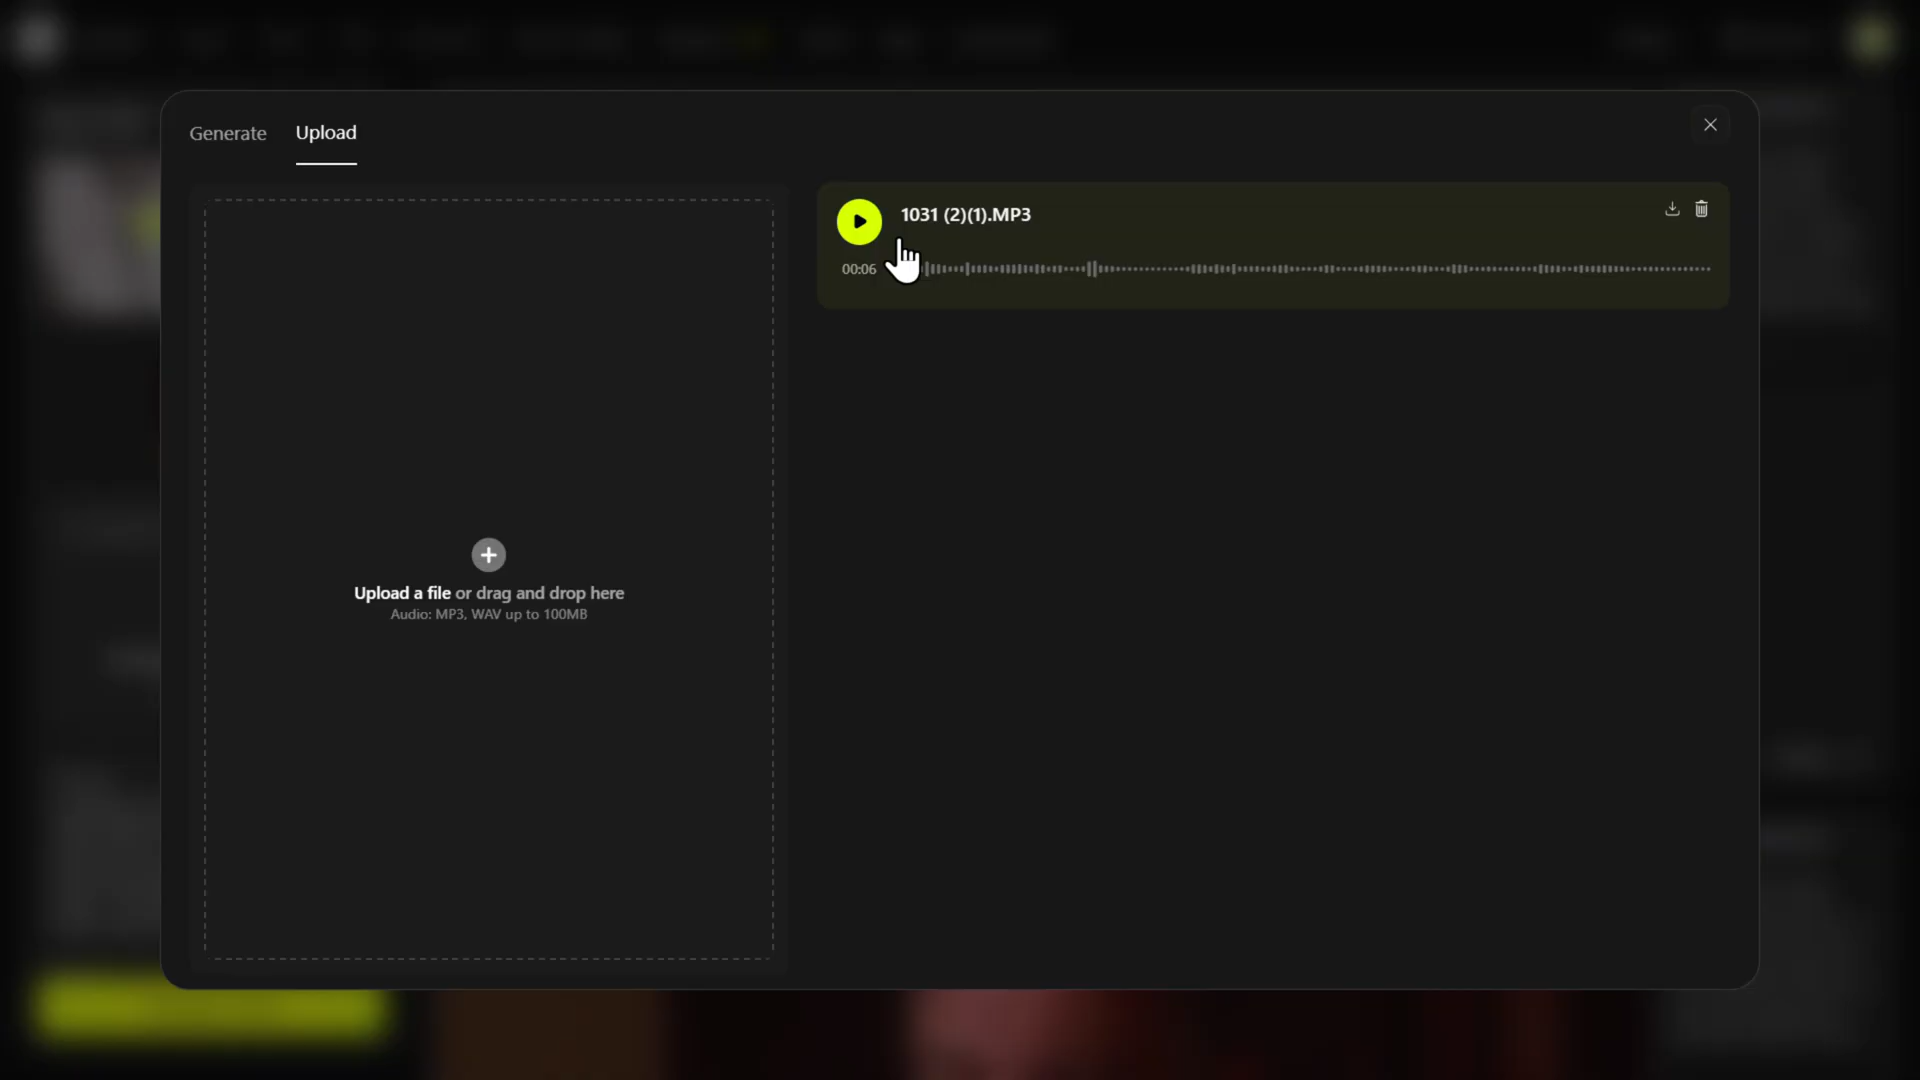 Generate Upload
1031 (2)(1).MP3
00:06
Upload a file or drag and drop here
Audio: MP3, WAV up to 100MB